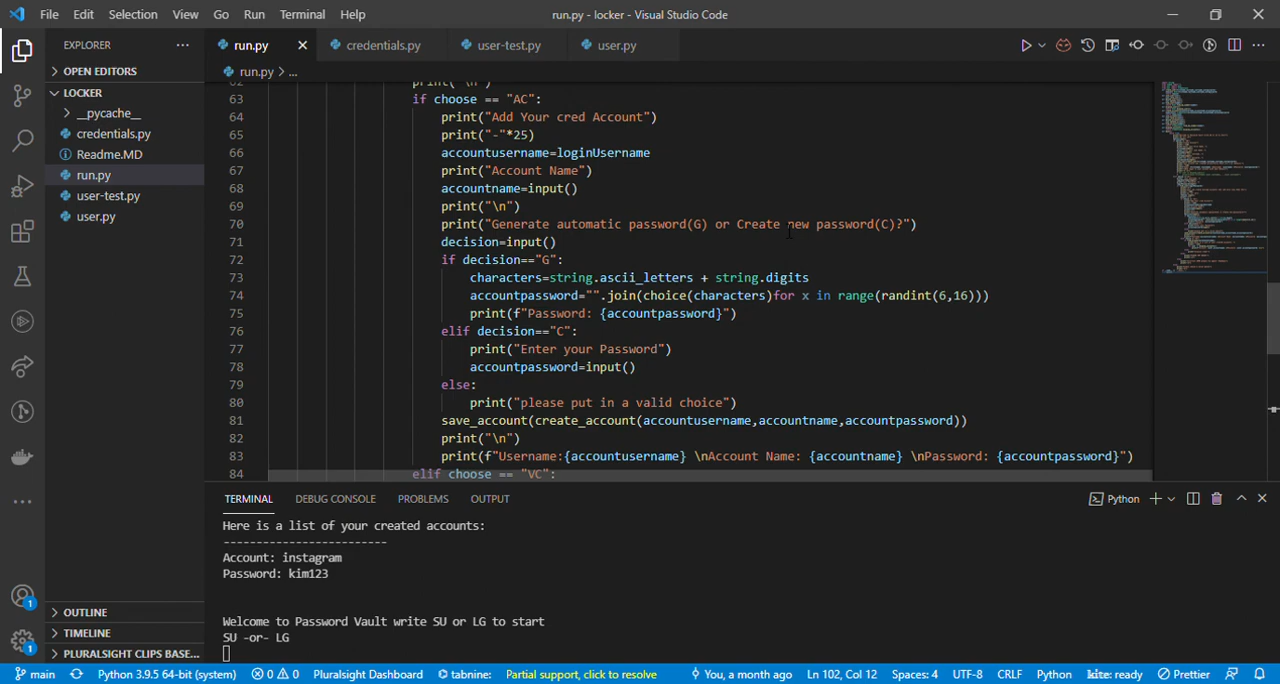 File Edit Selection View Go Run Terminal Help
run.py - locker - Visual Studio Code
EXPLORER
OPEN EDITORS
LOCKER
__pycache__
credentials.py
Readme.MD
run.py
user-test.py
user.py
OUTLINE
TIMELINE
PLURALSIGHT CLIPS BASE...
run.py credentials.py user-test.py user.py
run.py > ...
63 if choose == "AC":
64 print("Add Your cred Account")
65 print("-"*25)
66 accountusername=loginUsername
67 print("Account Name")
68 accountname=input()
69 print("\n")
70 print("Generate automatic password(G) or Create new password(C)?")
71 decision=input()
72 if decision=="G":
73 characters=string.ascii_letters + string.digits
74 accountpassword="".join(choice(characters)for x in range(randint(6,16)))
75 print(f"Password: {accountpassword}")
76 elif decision=="C":
77 print("Enter your Password")
78 accountpassword=input()
79 else:
80 print("please put in a valid choice")
81 save_account(create_account(accountusername,accountname,accountpassword))
82 print("\n")
83 print(f"Username:{accountusername} \nAccount Name: {accountname} \nPassword: {accountpassword}")
84 elif choose == "VC":
TERMINAL DEBUG CONSOLE PROBLEMS OUTPUT
Python
Here is a list of your created accounts:
-------------------------
Account: instagram
Password: kim123
Welcome to Password Vault write SU or LG to start
SU -or- LG
1
1
main Python 3.9.5 64-bit (system) 0 0 Pluralsight Dashboard tabnine: Partial support, click to resolve You, a month ago Ln 102, Col 12 Spaces: 4 UTF-8 CRLF Python kite: ready Prettier